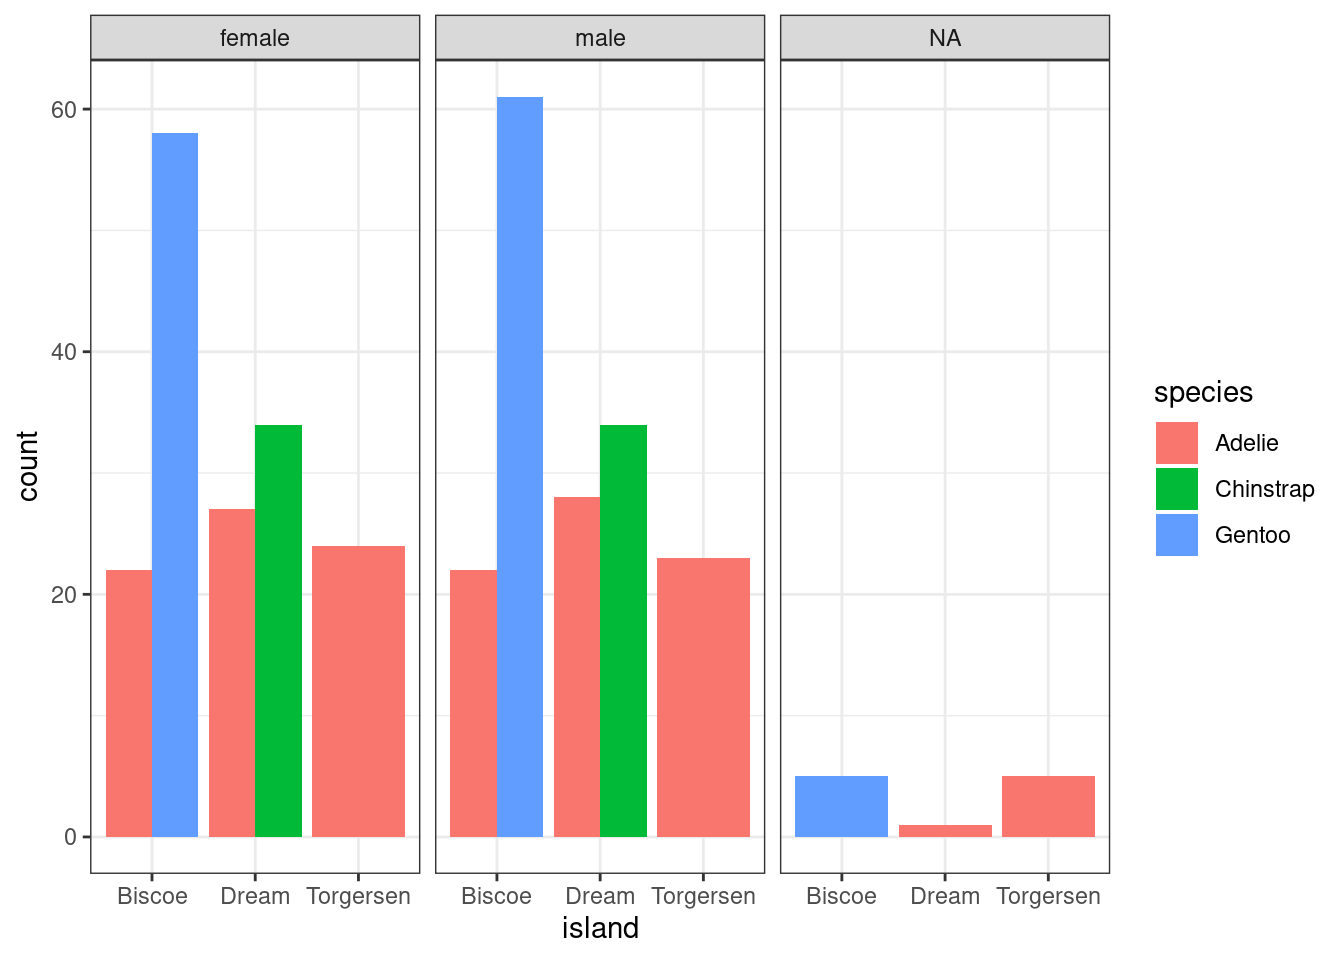 female
male
NA
60
40
20
0
count
Biscoe Dream Torgersen
Biscoe Dream Torgersen
Biscoe Dream Torgersen
island
species
Adelie
Chinstrap
Gentoo